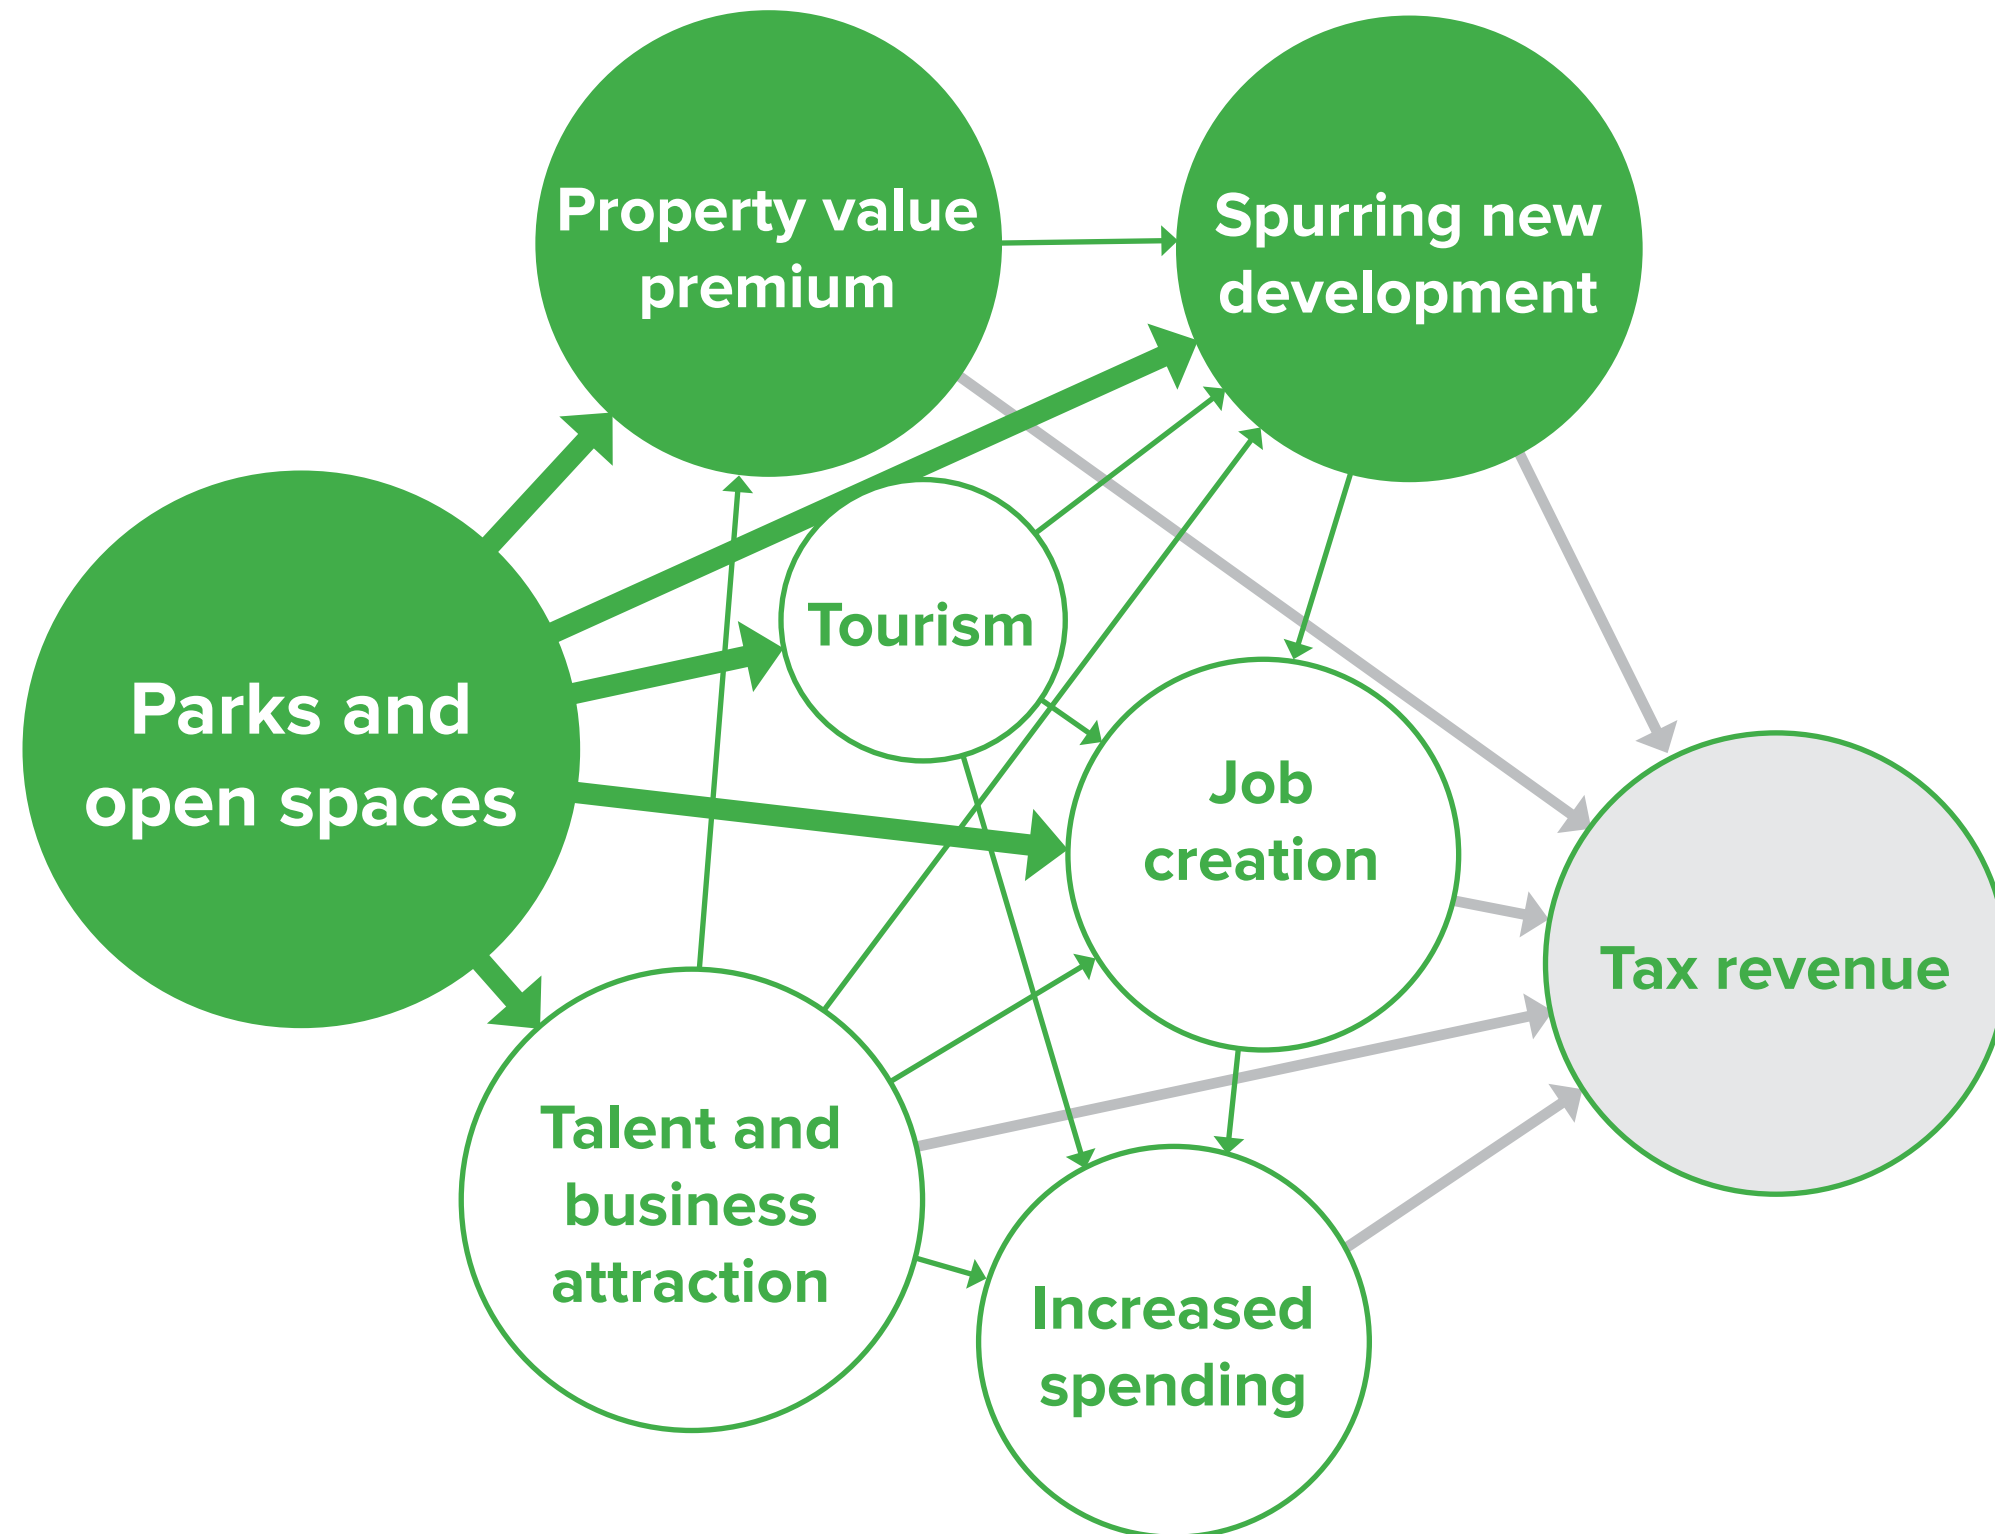 Property value
premium
Spurring new
development
Tourism
Parks and
open spaces
Job
creation
Tax revenue
Talent and
business
attraction
Increased
spending